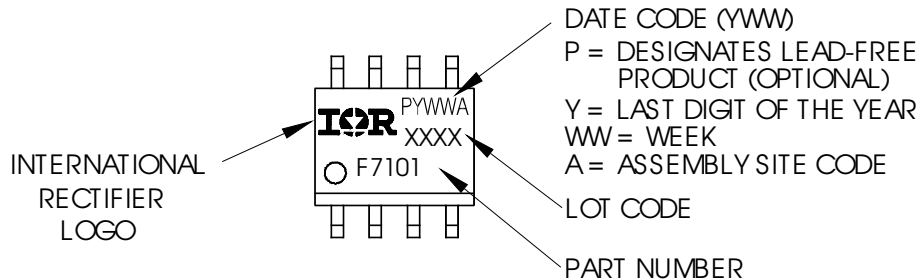 DATE CODE (YWW)
P = DESIGNATES LEAD-FREE
PRODUCT (OPTIONAL)
Y = LAST DIGIT OF THE YEAR
WW = WEEK
A = ASSEMBLY SITE CODE
LOT CODE
PART NUMBER
INTERNATIONAL
RECTIFIER
LOGO
IOR
PYWWA
XXXX
F7101